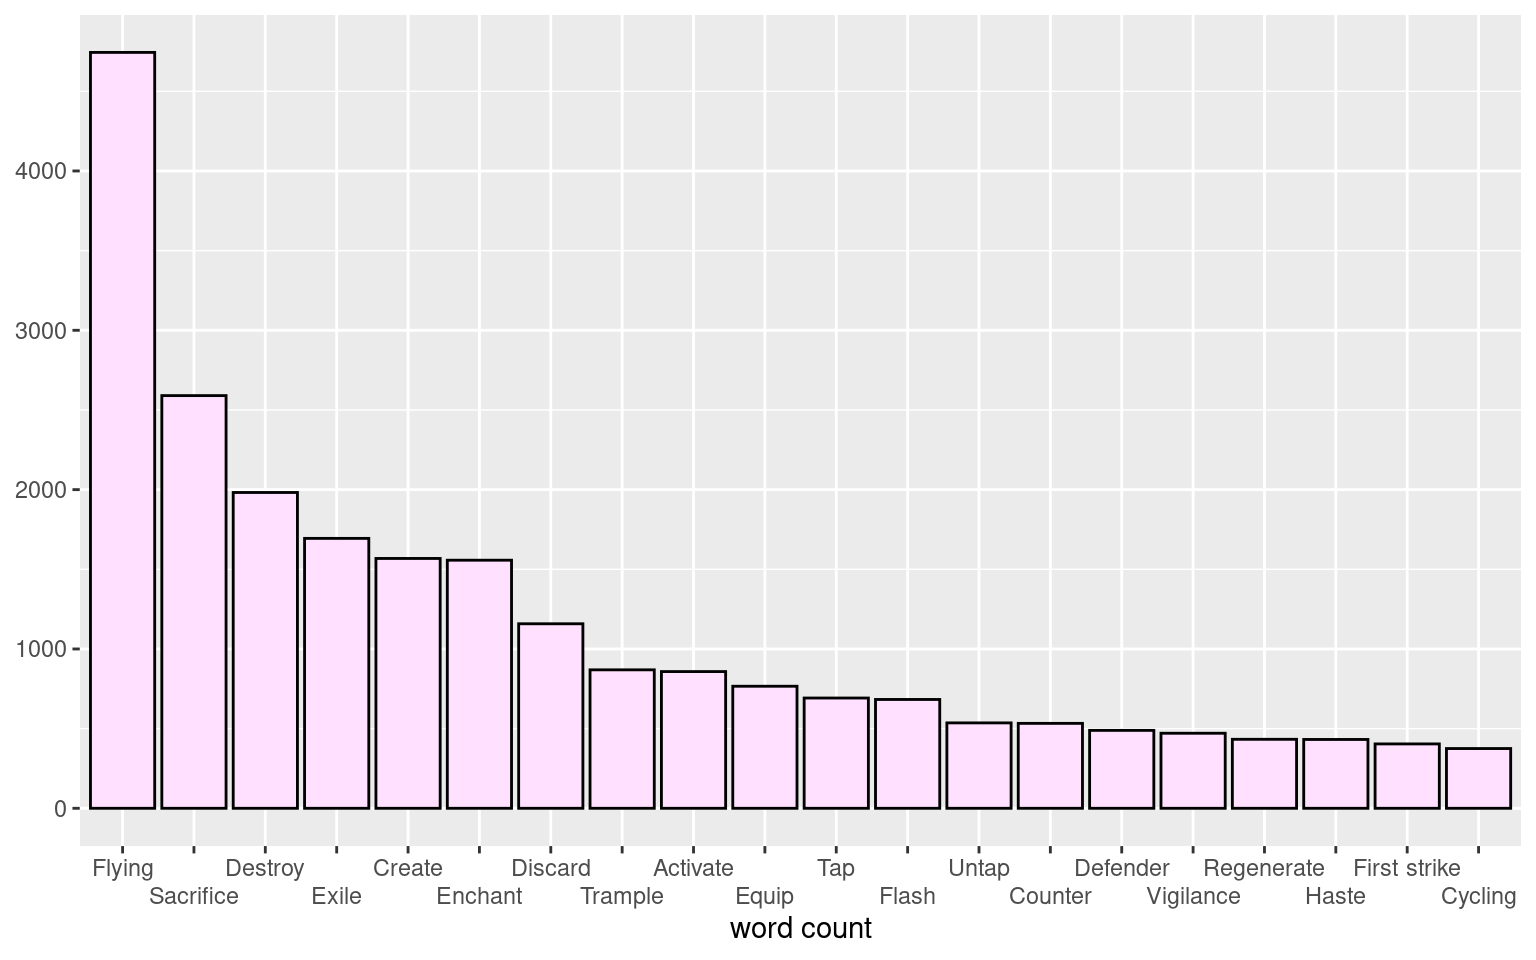 4000
3000
2000
1000
0
Flying Destroy Create Discard Activate Tap Untap Defender Regenerate First strike
Sacrifice Exile Enchant Trample Equip Flash Counter Vigilance Haste Cycling
word count